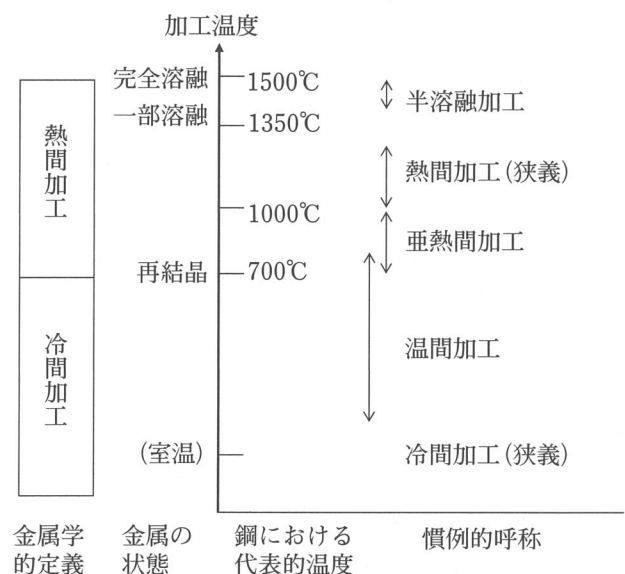 加工温度
完全溶融
1500℃
一部溶融
1350℃
半溶融加工
熱間加工
熱間加工(狭義)
1000℃
亜熱間加工
再結晶
700℃
冷間加工
温間加工
(室温)
冷間加工(狭義)
金属学
的定義
金属の
状態
鋼における
代表的温度
慣例的呼称